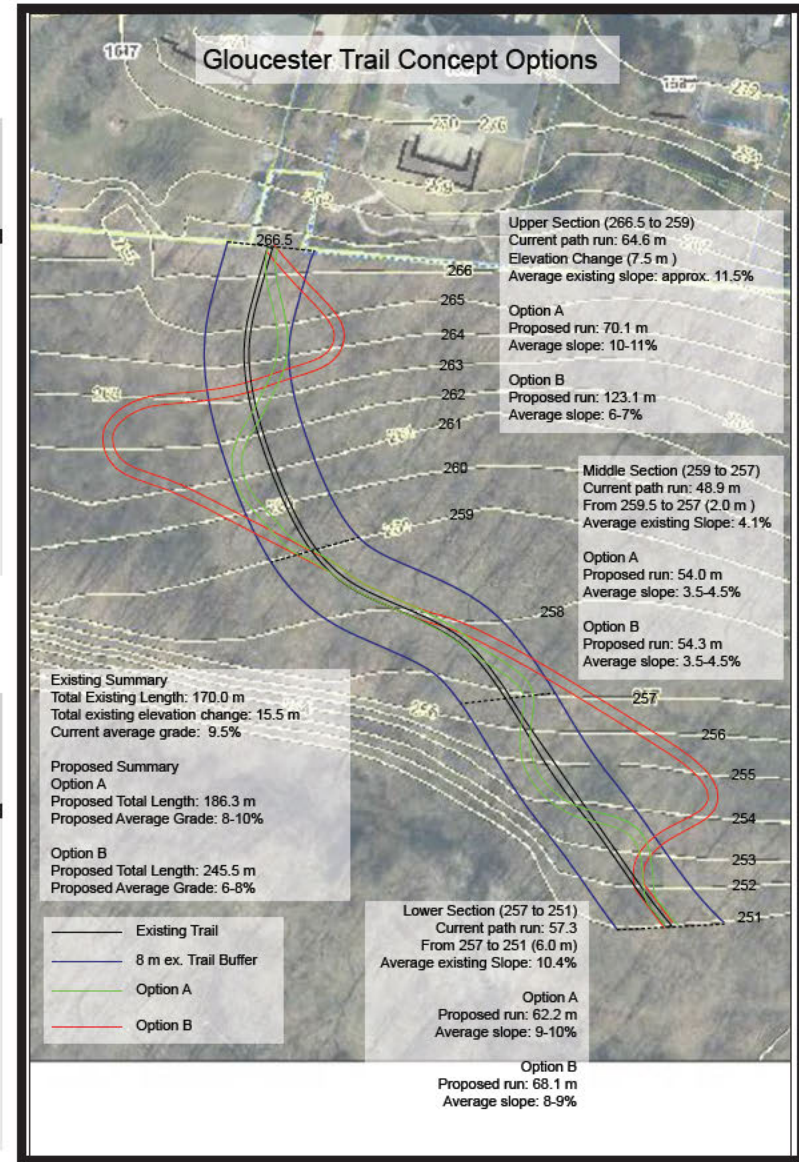 Gloucester Trail Concept Options
1617
271
270
276
272
274
269
266.5
266
265
264
263
262
261
260
259
258
257
256
255
254
253
252
251
263
257
256
Upper Section (266.5 to 259)
Current path run: 64.6 m
Elevation Change (7.5 m )
Average existing slope: approx. 11.5%
Option A
Proposed run: 70.1 m
Average slope: 10-11%
Option B
Proposed run: 123.1 m
Average slope: 6-7%
Middle Section (259 to 257)
Current path run: 48.9 m
From 259.5 to 257 (2.0 m )
Average existing Slope: 4.1%
Option A
Proposed run: 54.0 m
Average slope: 3.5-4.5%
Option B
Proposed run: 54.3 m
Average slope: 3.5-4.5%
Existing Summary
Total Existing Length: 170.0 m
Total existing elevation change: 15.5 m
Current average grade: 9.5%
Proposed Summary
Option A
Proposed Total Length: 186.3 m
Proposed Average Grade: 8-10%
Option B
Proposed Total Length: 245.5 m
Proposed Average Grade: 6-8%
Existing Trail
8 m ex. Trail Buffer
Option A
Option B
Lower Section (257 to 251)
Current path run: 57.3
From 257 to 251 (6.0 m)
Average existing Slope: 10.4%
Option A
Proposed run: 62.2 m
Average slope: 9-10%
Option B
Proposed run: 68.1 m
Average slope: 8-9%